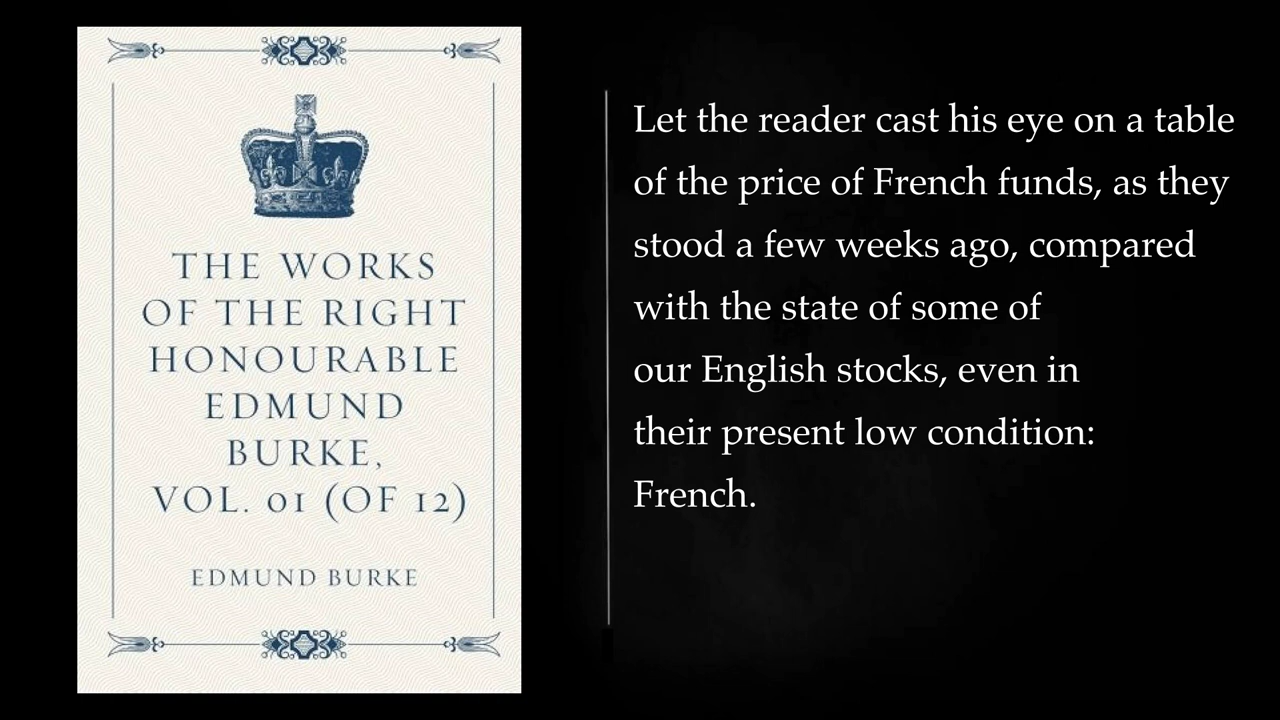 THE WORKS
OF THE RIGHT
HONOURABLE
EDMUND
BURKE,
VOL. 01 (OF 12)
EDMUND BURKE
Let the reader cast his eye on a table
of the price of French funds, as they
stood a few weeks ago, compared
with the state of some of
our English stocks, even in
their present low condition:
French.